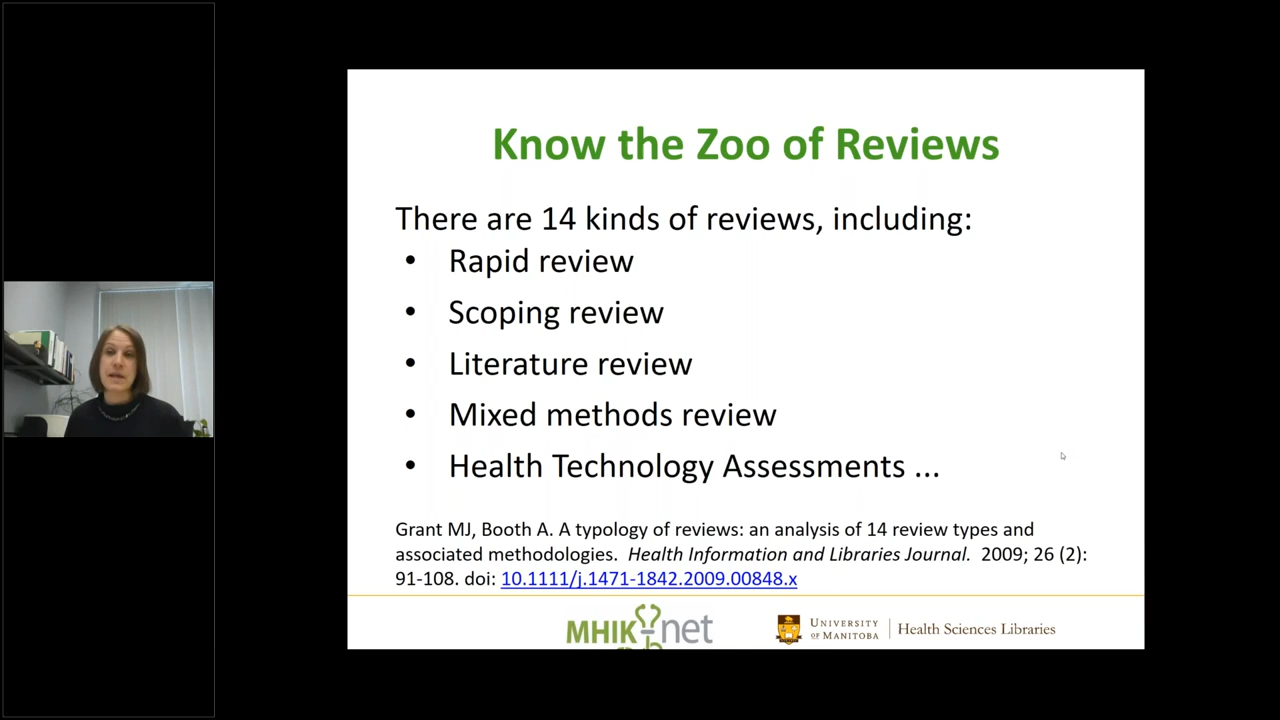 Know the Zoo of Reviews
There are 14 kinds of reviews, including:
• Rapid review
• Scoping review
• Literature review
• Mixed methods review
• Health Technology Assessments ...
Grant MJ, Booth A. A typology of reviews: an analysis of 14 review types and
associated methodologies. Health Information and Libraries Journal. 2009; 26 (2):
91-108. doi: 10.1111/j.1471-1842.2009.00848.x
MHIK-net
UNIVERSITY
OF MANITOBA
Health Sciences Libraries